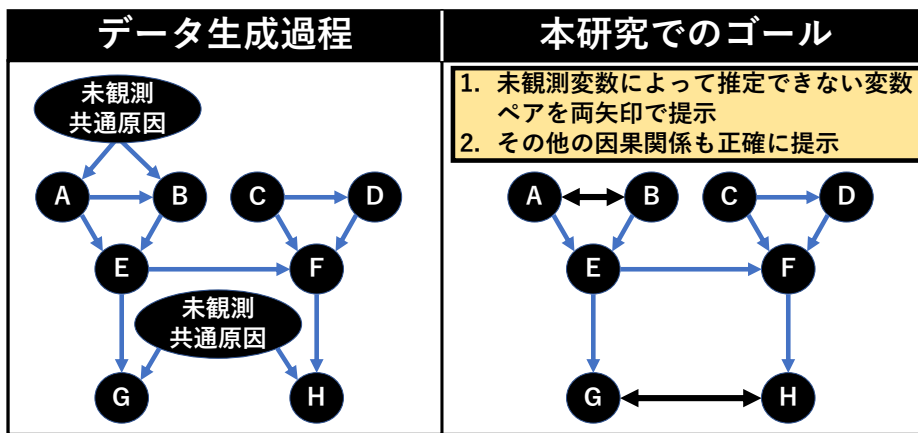 データ生成過程
未観測
共通原因
A
B
C
D
E
F
未観測
共通原因
G
H
本研究でのゴール
1. 未観測変数によって推定できない変数
ペアを両矢印で提示
2. その他の因果関係も正確に提示
A
B
C
D
E
F
G
H